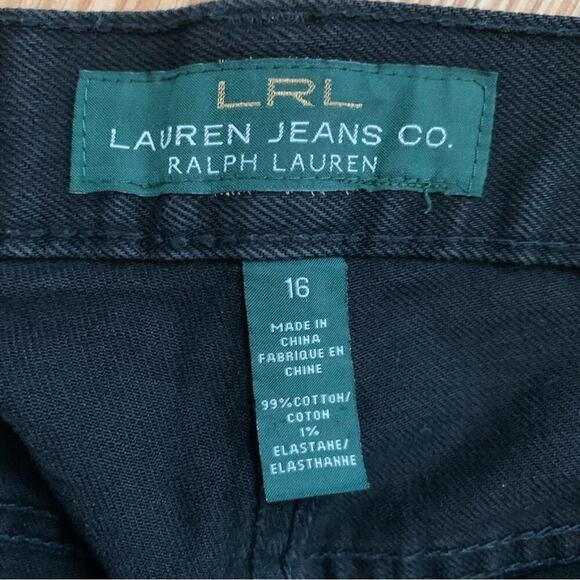 LRL
LAUREN JEANS CO.
RALPH LAUREN
16
MADE IN
CHINA
FABRIQUE EN
CHINE
99%COTTON/
COTON
1%
ELASTANE/
ELASTHANNE